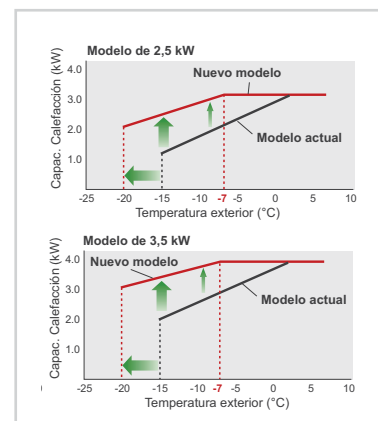 Modelo de 2,5 kW
Capac. Calefacción (kW)
4.0
3.0
2.0
1.0
Nuevo modelo
Modelo actual
-25 -20 -15 -10 -7 -5 0 5 10
Temperatura exterior (°C)
Modelo de 3,5 kW
Capac. Calefacción (kW)
4.0
3.0
2.0
1.0
Nuevo modelo
Modelo actual
-25 -20 -15 -10 -7 -5 0 5 10
Temperatura exterior (°C)